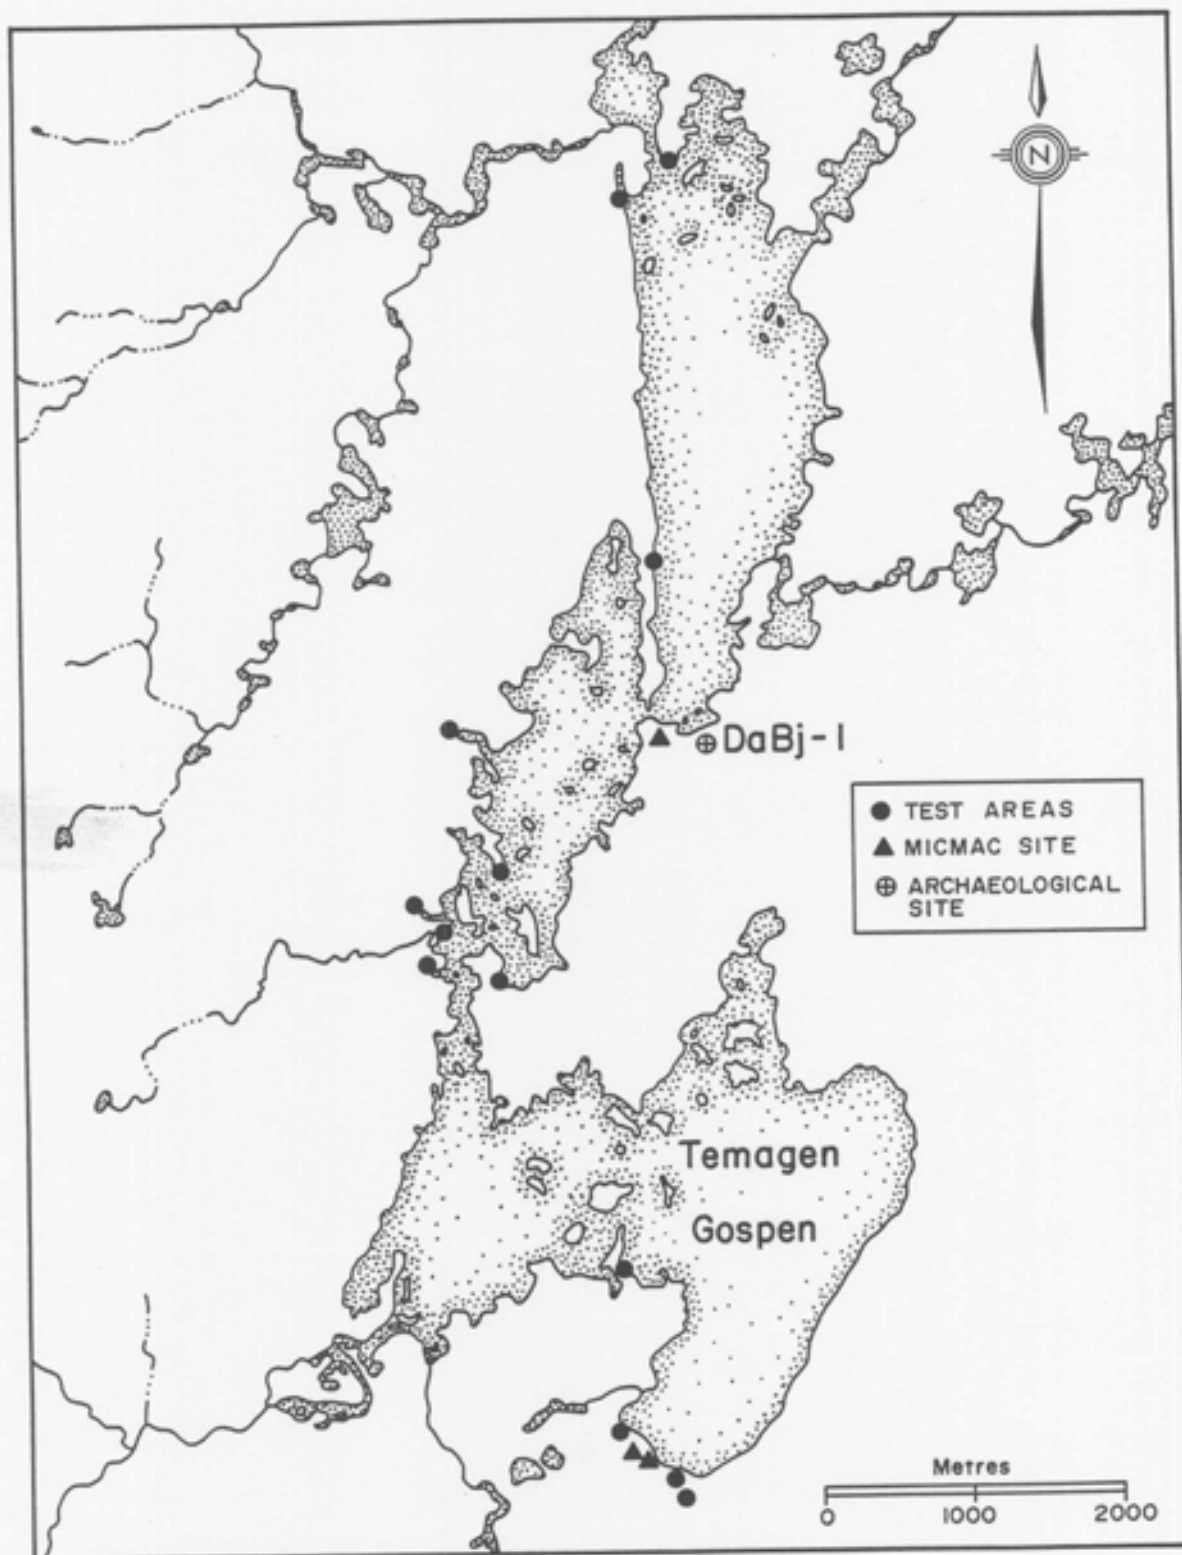 N
DaBj-1
TEST AREAS
MICMAC SITE
ARCHAEOLOGICAL
SITE
Temagen
Gospen
Metres
0 1000 2000